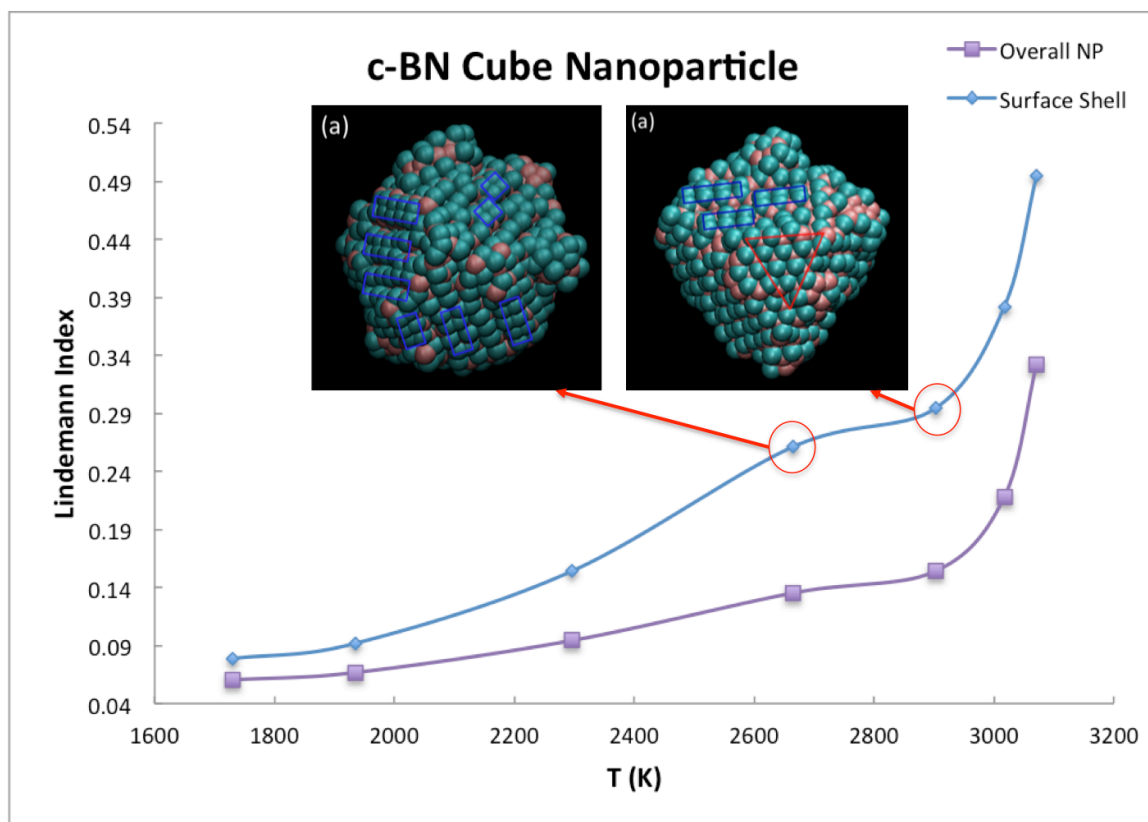 c-BN Cube Nanoparticle
Overall NP
Surface Shell
(a)
(a)
Lindemann Index
0.54
0.49
0.44
0.39
0.34
0.29
0.24
0.19
0.14
0.09
0.04
1600 1800 2000 2200 2400 2600 2800 3000 3200
T (K)